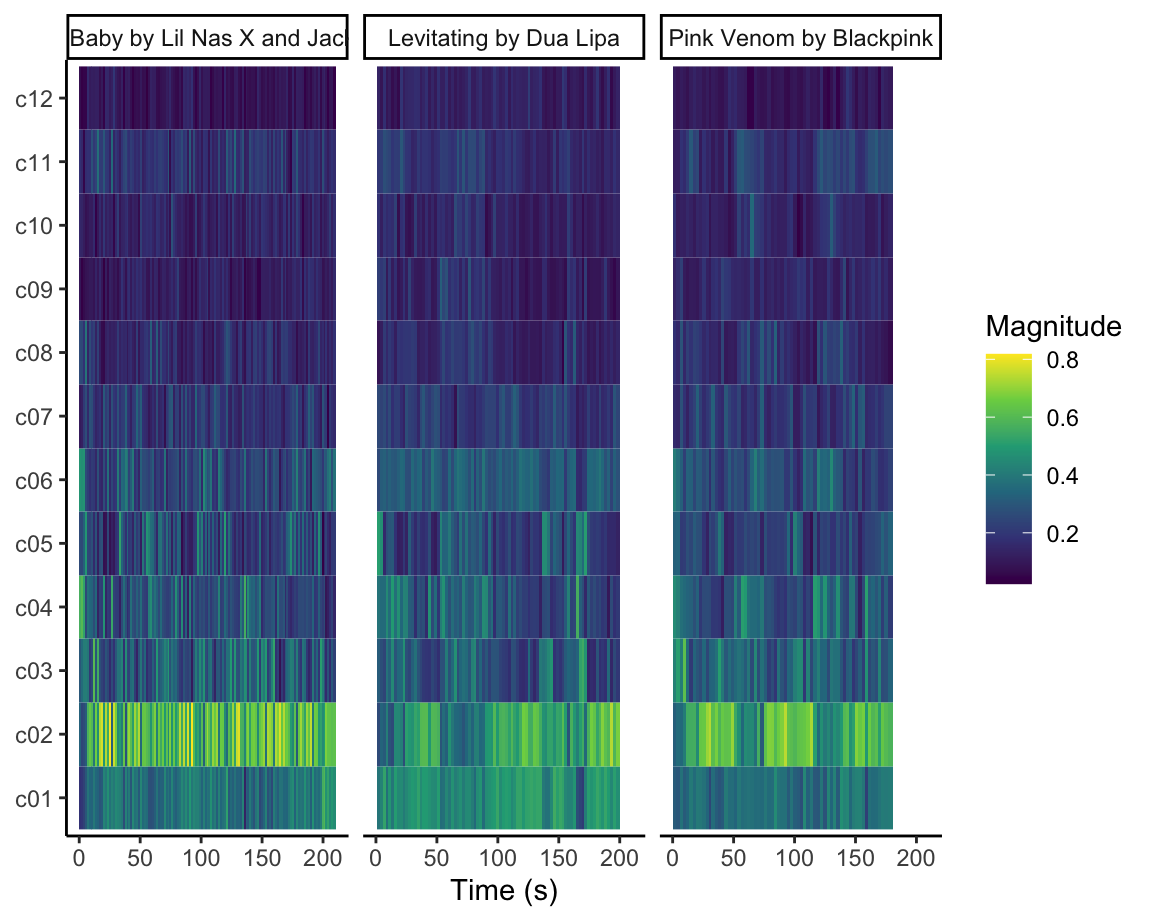 Baby by Lil Nas X and Jac
Levitating by Dua Lipa
Pink Venom by Blackpink
c12
c11
c10
c09
c08
c07
c06
c05
c04
c03
c02
c01
0 50 100 150 200
0 50 100 150 200
0 50 100 150 200
Time (s)
Magnitude
0.8
0.6
0.4
0.2